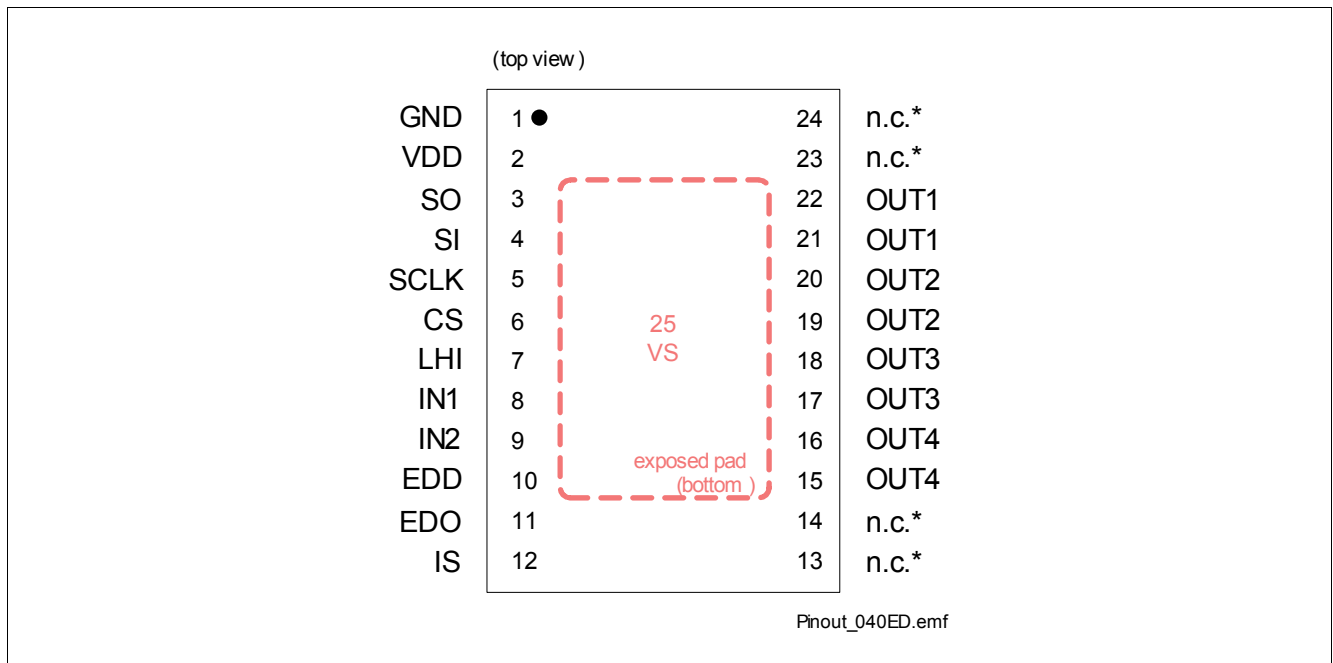 (top view )
GND 1 24 n.c.*
VDD 2 23 n.c.*
SO 3 22 OUT1
SI 4 21 OUT1
SCLK 5 20 OUT2
CS 6 25 19 OUT2
LHI 7 VS 18 OUT3
IN1 8 17 OUT3
IN2 9 16 OUT4
exposed pad
EDD 10 (bottom ) 15 OUT4
EDO 11 14 n.c.*
IS 12 13 n.c.*
Pinout_040ED.emf